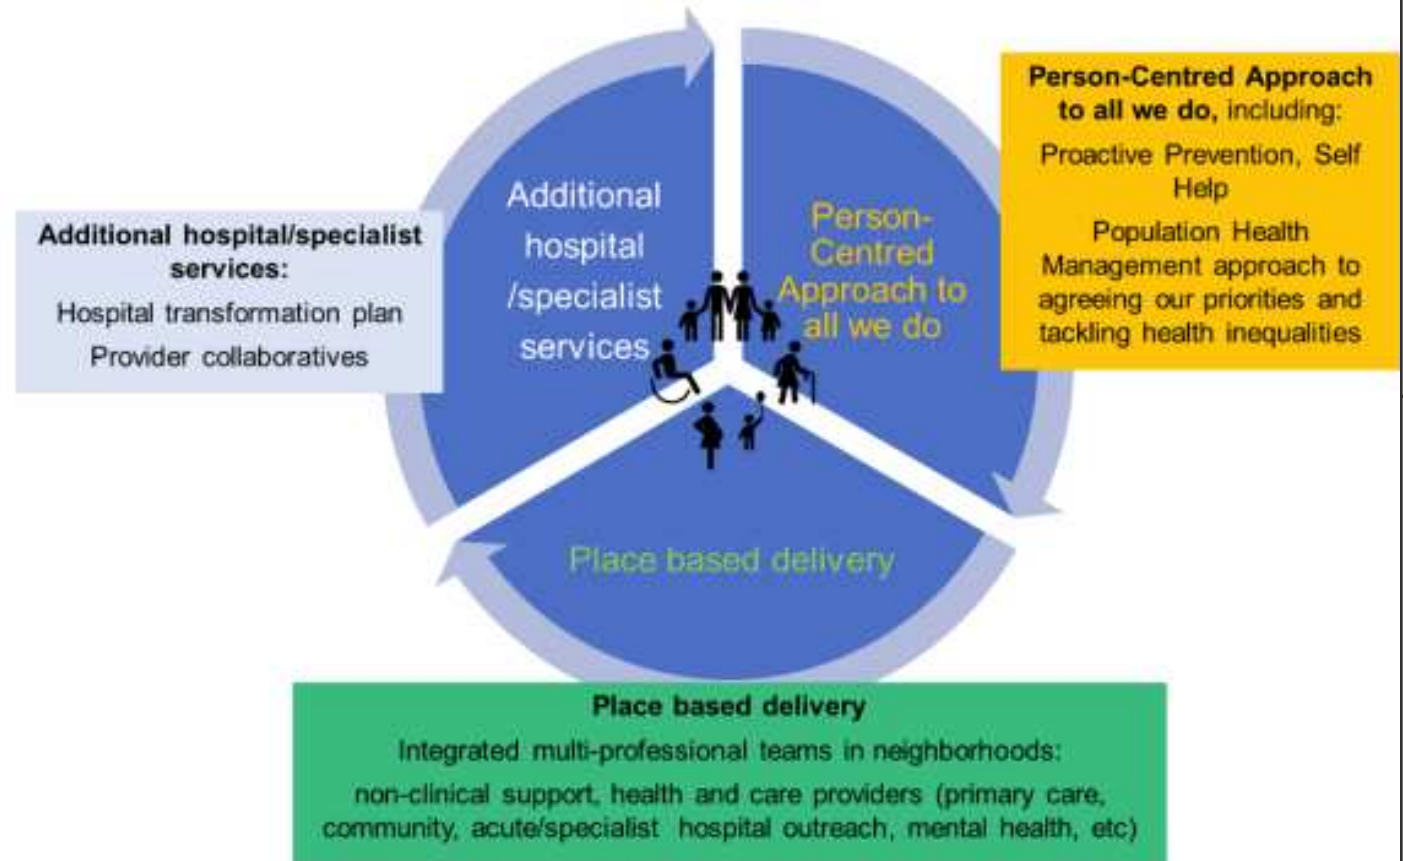 Additional
hospital
/specialist
services
Person-
Centred
Approach to
all we do
Place based delivery
Person-Centred Approach
to all we do, including:
Proactive Prevention, Self
Help
Population Health
Management approach to
agreeing our priorities and
tackling health inequalities
Additional hospital/specialist
services:
Hospital transformation plan
Provider collaboratives
Place based delivery
Integrated multi-professional teams in neighborhoods:
non-clinical support, health and care providers (primary care,
community, acute/specialist hospital outreach, mental health, etc)